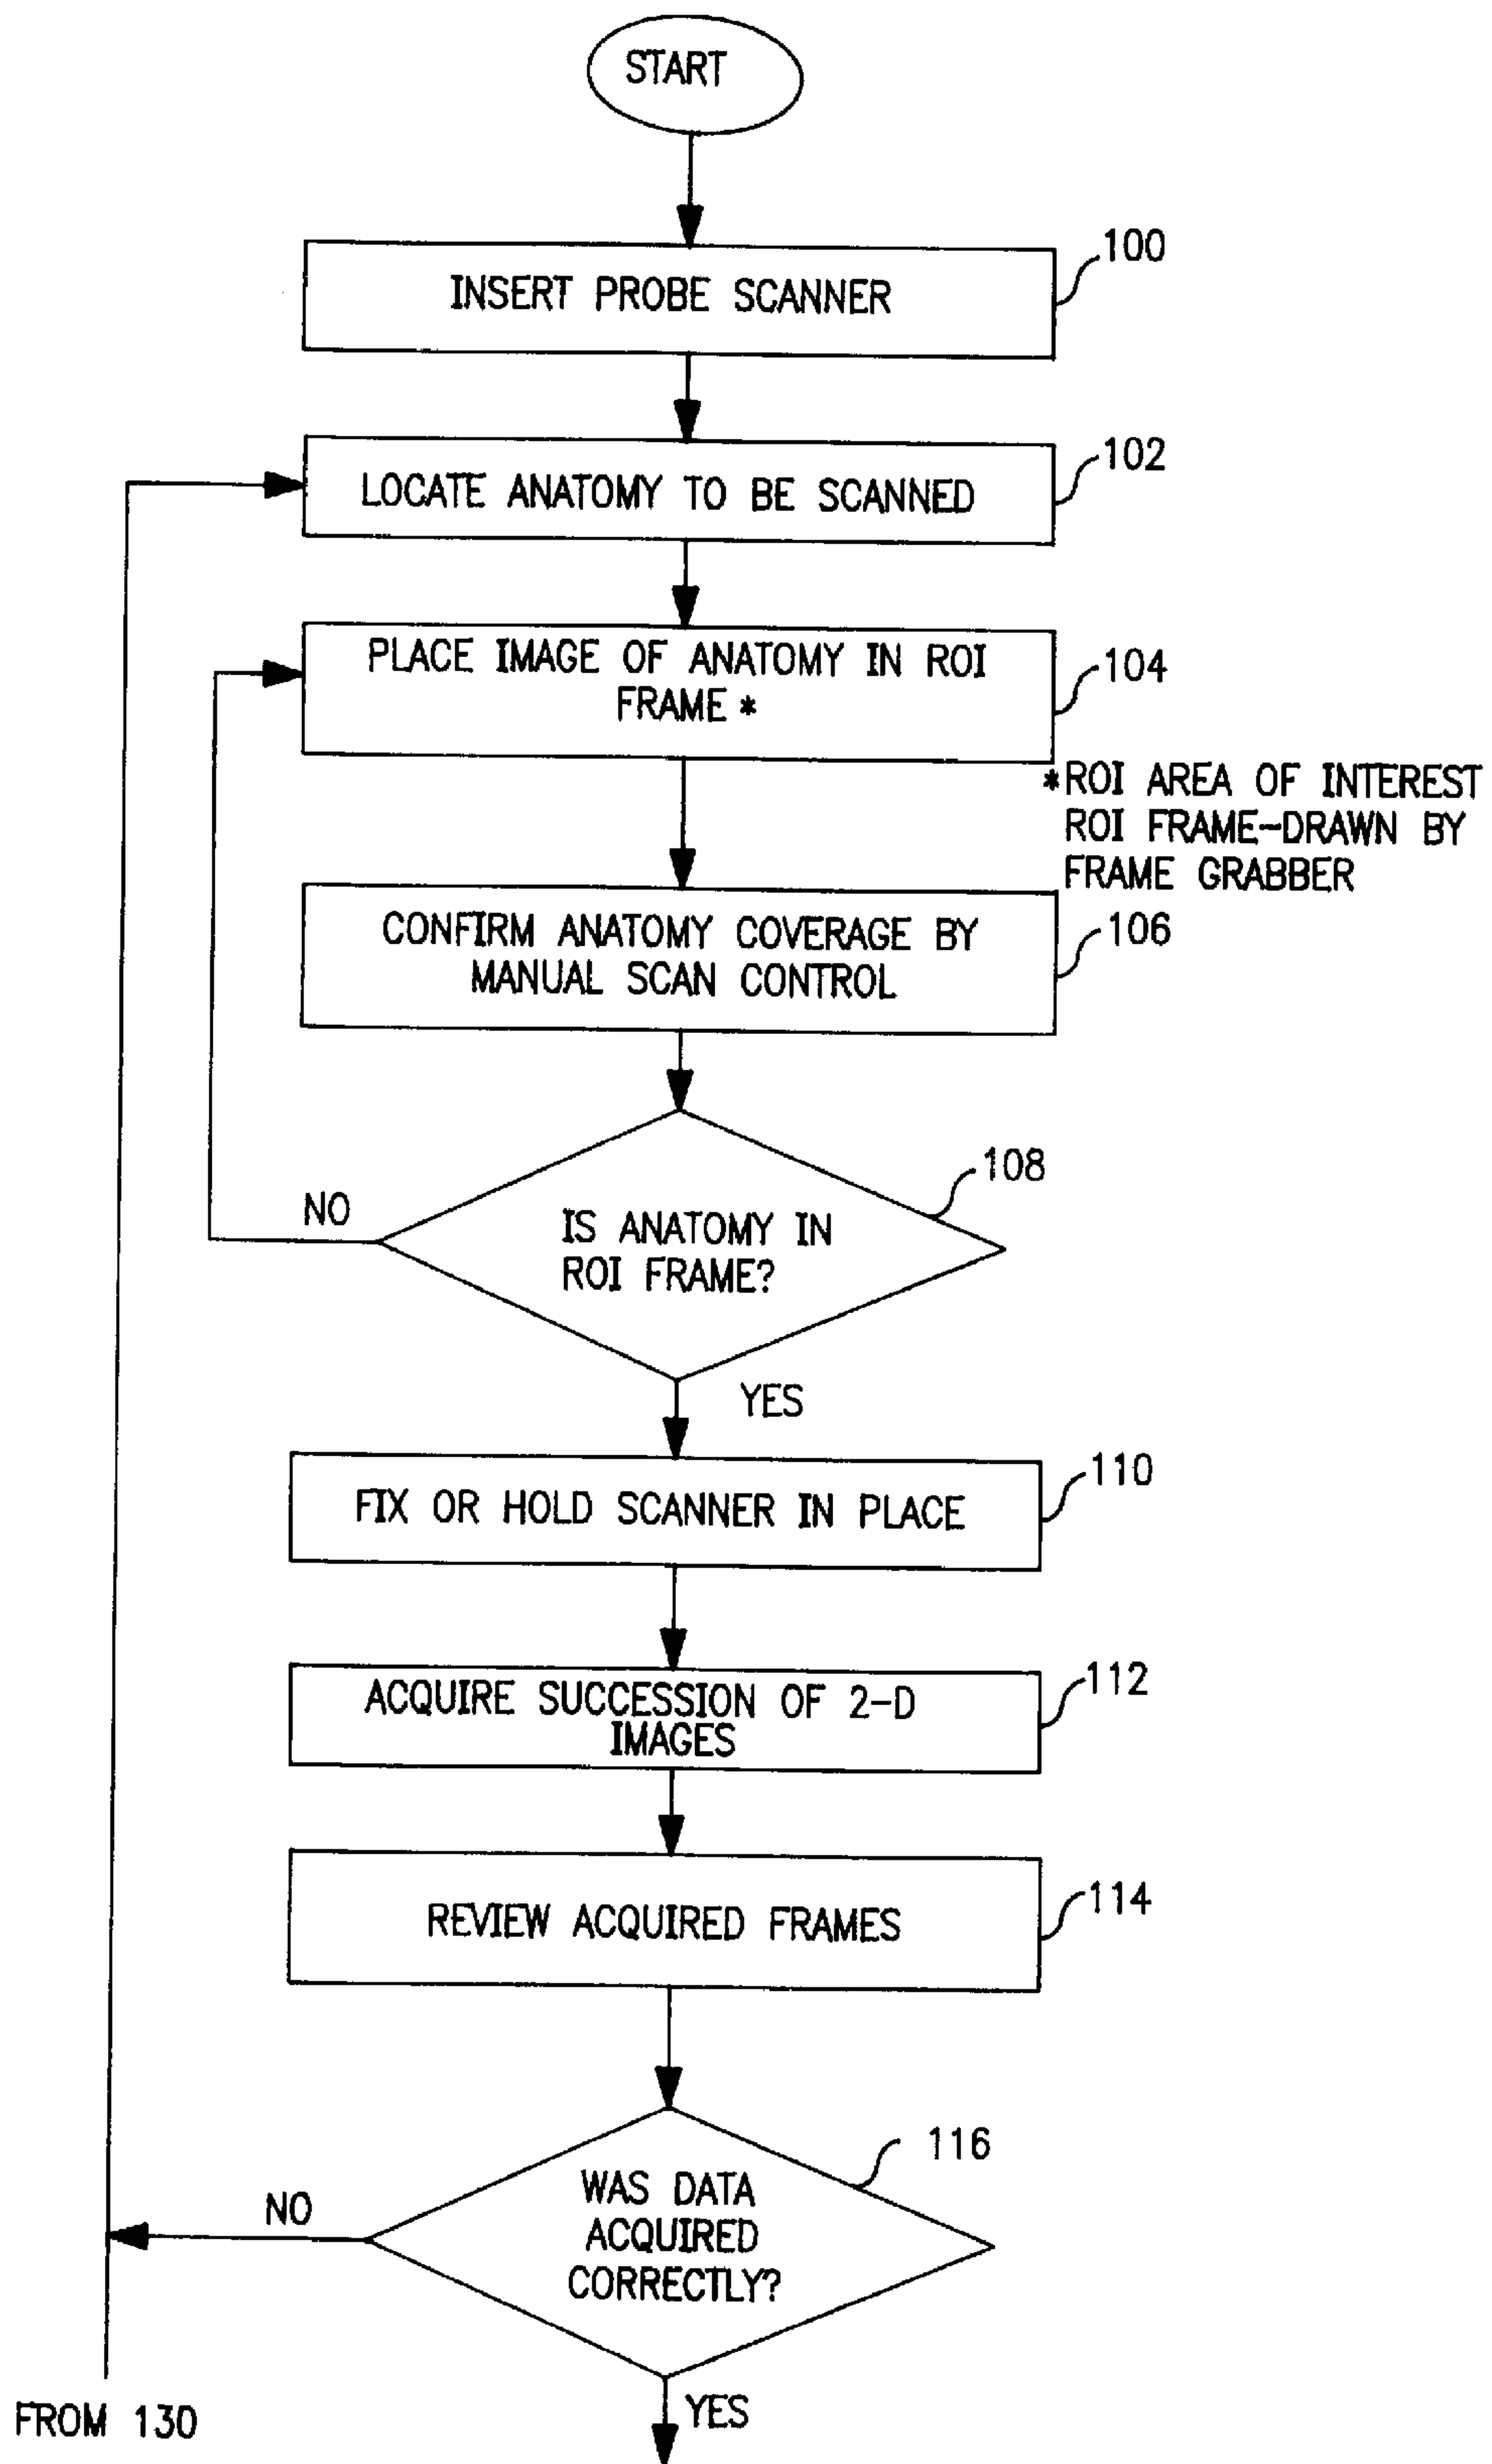 START
INSERT PROBE SCANNER
100
LOCATE ANATOMY TO BE SCANNED
102
PLACE IMAGE OF ANATOMY IN ROI
FRAME *
104
*ROI AREA OF INTEREST
ROI FRAME-DRAWN BY
FRAME GRABBER
CONFIRM ANATOMY COVERAGE BY
MANUAL SCAN CONTROL
106
108
NO
IS ANATOMY IN
ROI FRAME?
YES
FIX OR HOLD SCANNER IN PLACE
110
ACQUIRE SUCCESSION OF 2-D
IMAGES
112
REVIEW ACQUIRED FRAMES
114
116
NO
WAS DATA
ACQUIRED
CORRECTLY?
YES
FROM 130